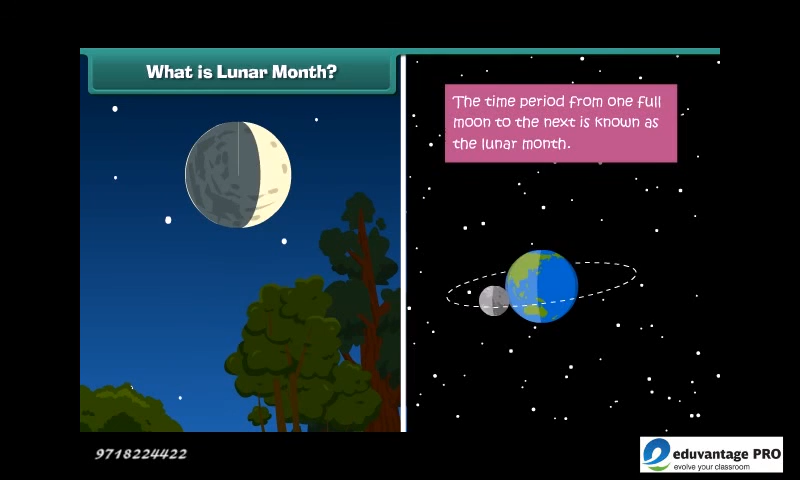 What is Lunar Month?
The time period from one full
moon to the next is known as
the lunar month.
9718224422
eduvantage PRO
evolve your classroom